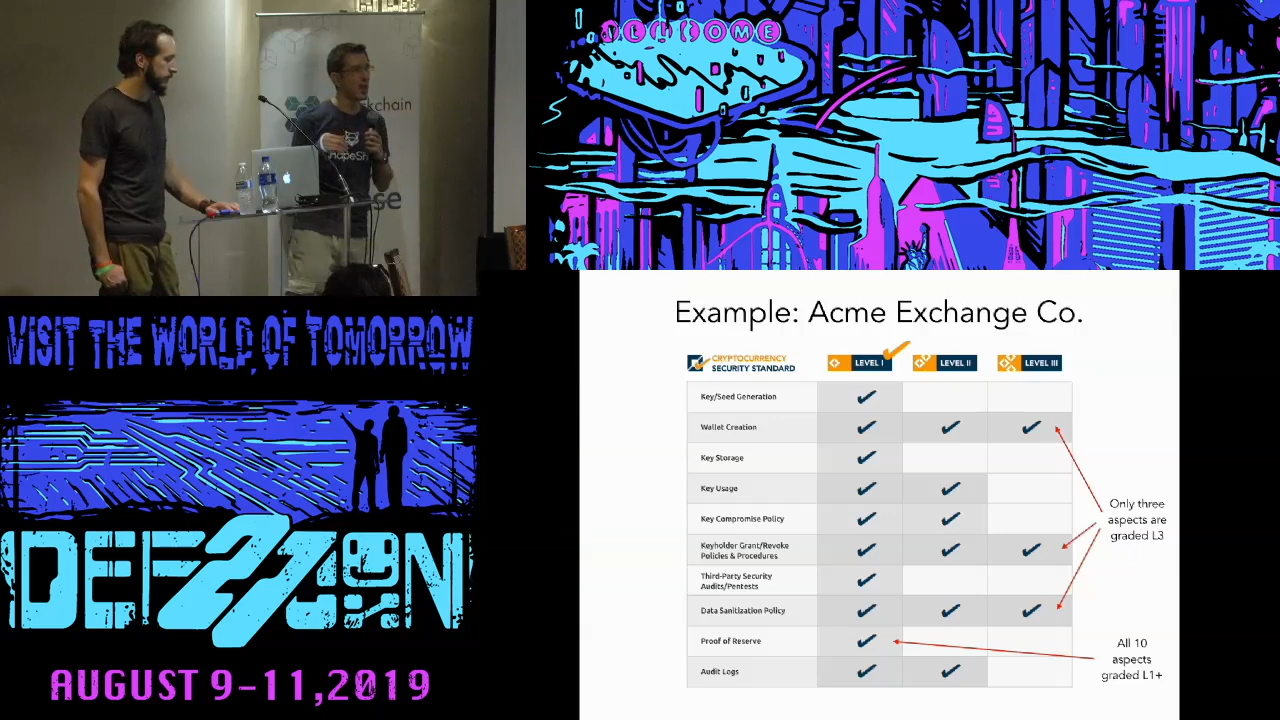 WELCOME
VISIT THE WORLD OF TOMORROW
DEFCON
27
AUGUST 9-11,2019
Example: Acme Exchange Co.
CRYPTOCURRENCY
SECURITY STANDARD
LEVEL I
LEVEL II
LEVEL III
Key/Seed Generation
Wallet Creation
Key Storage
Key Usage
Key Compromise Policy
Keyholder Grant/Revoke
Policies & Procedures
Third-Party Security
Audits/Pentests
Data Sanitization Policy
Proof of Reserve
Audit Logs
Only three
aspects are
graded L3
All 10
aspects
graded L1+